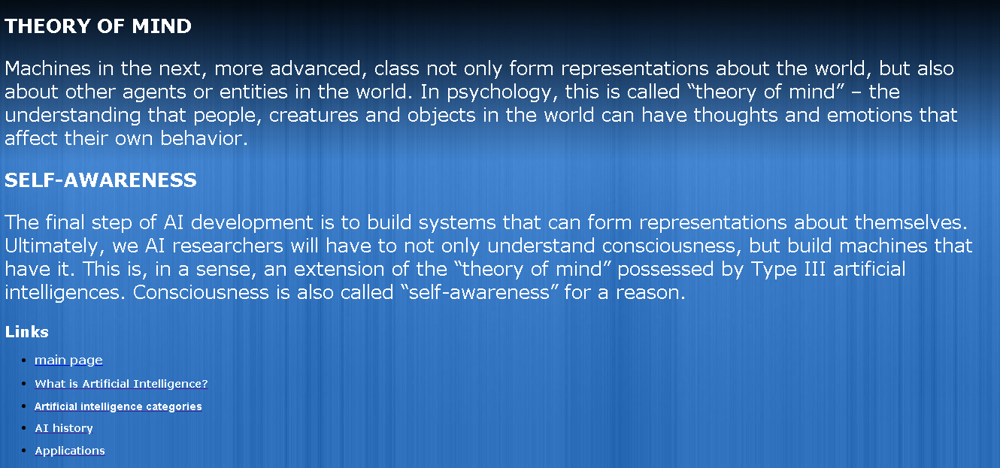 THEORY OF MIND
Machines in the next, more advanced, class not only form representations about the world, but also
about other agents or entities in the world. In psychology, this is called “theory of mind” – the
understanding that people, creatures and objects in the world can have thoughts and emotions that
affect their own behavior.
SELF-AWARENESS
The final step of AI development is to build systems that can form representations about themselves.
Ultimately, we AI researchers will have to not only understand consciousness, but build machines that
have it. This is, in a sense, an extension of the “theory of mind” possessed by Type III artificial
intelligences. Consciousness is also called “self-awareness” for a reason.
Links
• main page
• What is Artificial Intelligence?
• Artificial intelligence categories
• AI history
• Applications